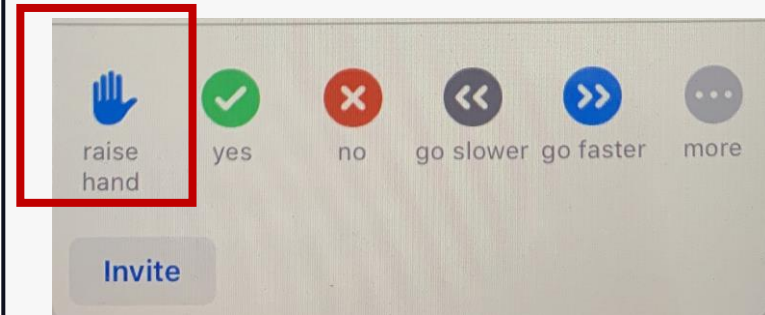 raise hand
yes
no
go slower
go faster
more
Invite